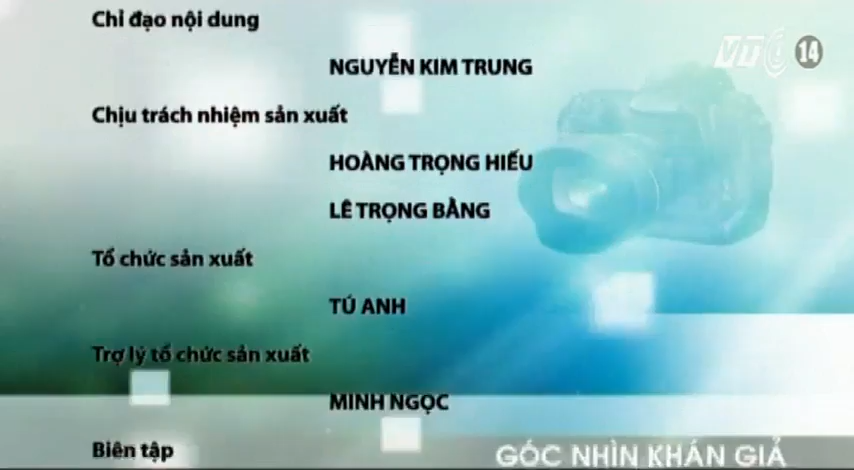 Chỉ đạo nội dung
VTC 14
NGUYỄN KIM TRUNG
Chịu trách nhiệm sản xuất
HOÀNG TRỌNG HIẾU
LÊ TRỌNG BẰNG
Tổ chức sản xuất
TÚ ANH
Trợ lý tổ chức sản xuất
MINH NGỌC
Biên tập
GÓC NHÌN KHÁN GIẢ